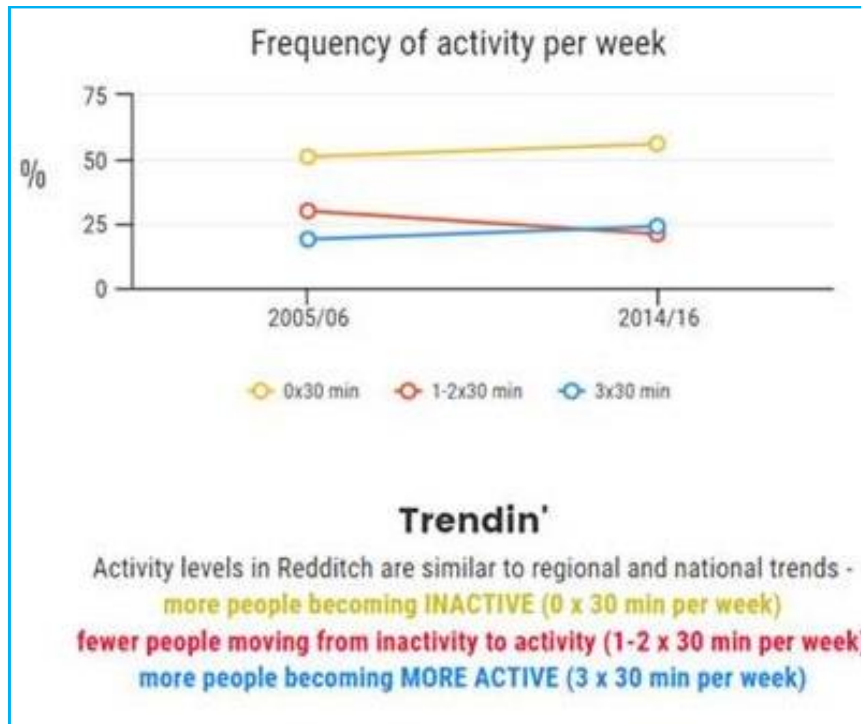 Frequency of activity per week
75
50
%
25
0
2005/06 2014/16
0x30 min 1-2x30 min 3x30 min
Trendin'
Activity levels in Redditch are similar to regional and national trends -
more people becoming INACTIVE (0 x 30 min per week)
fewer people moving from inactivity to activity (1-2 x 30 min per week)
more people becoming MORE ACTIVE (3 x 30 min per week)